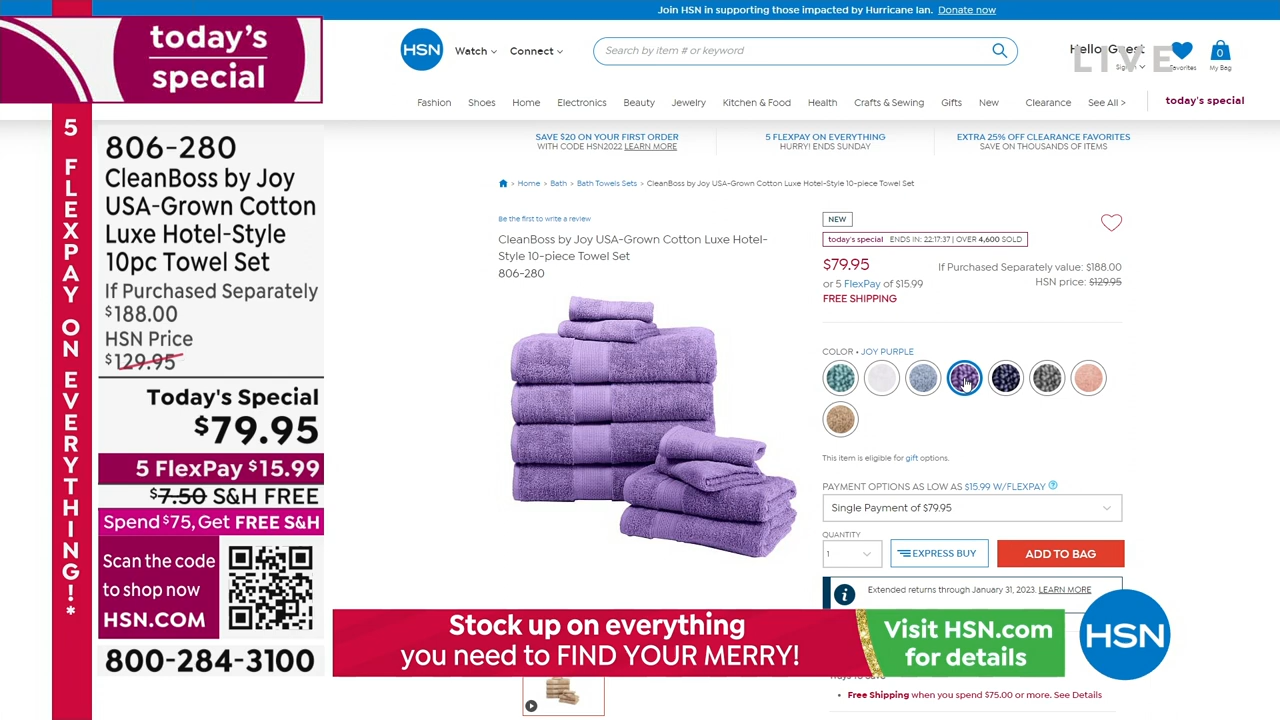 Join HSN in supporting those impacted by Hurricane Ian. Donate now
today's
special
HSN
Watch
Connect
Search by item # or keyword
Hello Guest
LIVE
Favorites
0
My Bag
Fashion Shoes Home Electronics Beauty Jewelry Kitchen & Food Health Crafts & Sewing Gifts New Clearance See All > today's special
SAVE $20 ON YOUR FIRST ORDER
WITH CODE HSN2022 LEARN MORE
5 FLEXPAY ON EVERYTHING
HURRY! ENDS SUNDAY
EXTRA 25% OFF CLEARANCE FAVORITES
SAVE ON THOUSANDS OF ITEMS
5 FLEXPAY ON EVERYTHING!*
806-280
CleanBoss by Joy
USA-Grown Cotton
Luxe Hotel-Style
10pc Towel Set
If Purchased Separately
$188.00
HSN Price
$129.95
Today's Special
$79.95
5 FlexPay $15.99
$7.50 S&H FREE
Spend $75, Get FREE S&H
Scan the code
to shop now
HSN.COM
800-284-3100
> Home > Bath > Bath Towels Sets > CleanBoss by Joy USA-Grown Cotton Luxe Hotel-Style 10-piece Towel Set
Be the first to write a review
CleanBoss by Joy USA-Grown Cotton Luxe Hotel-
Style 10-piece Towel Set
806-280
NEW
today's special ENDS IN: 22:17:37 | OVER 4,600 SOLD
$79.95
or 5 FlexPay of $15.99
FREE SHIPPING
If Purchased Separately value: $188.00
HSN price: $129.95
COLOR • JOY PURPLE
This item is eligible for gift options.
PAYMENT OPTIONS AS LOW AS $15.99 W/FLEXPAY ?
Single Payment of $79.95
QUANTITY
1
EXPRESS BUY
ADD TO BAG
i
Extended returns through January 31, 2023. LEARN MORE
Stock up on everything
you need to FIND YOUR MERRY!
Visit HSN.com
for details
HSN
• Free Shipping when you spend $75.00 or more. See Details